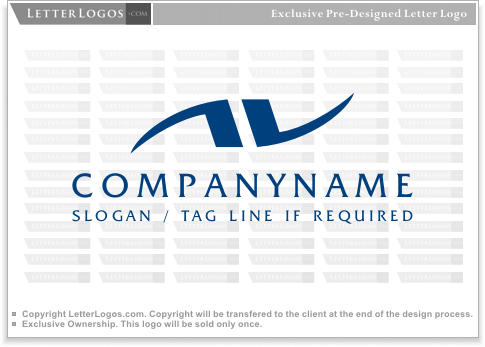 LETTERLOGOS.COM
Exclusive Pre-Designed Letter Logo
COMPANYNAME
SLOGAN / TAG LINE IF REQUIRED
Copyright LetterLogos.com. Copyright will be transfered to the client at the end of the design process.
Exclusive Ownership. This logo will be sold only once.